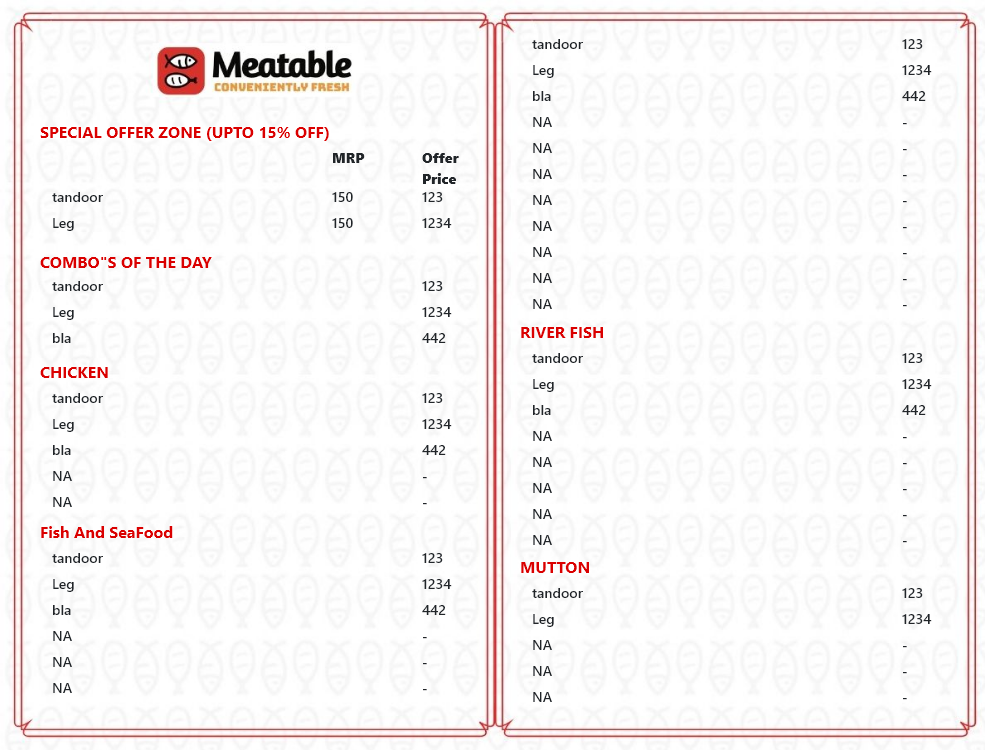 Meatable
CONVENIENTLY FRESH
SPECIAL OFFER ZONE (UPTO 15% OFF)
MRP Offer
Price
tandoor 150 123
Leg 150 1234
COMBO"S OF THE DAY
tandoor 123
Leg 1234
bla 442
CHICKEN
tandoor 123
Leg 1234
bla 442
NA -
NA -
Fish And SeaFood
tandoor 123
Leg 1234
bla 442
NA -
NA -
NA -
tandoor 123
Leg 1234
bla 442
NA -
NA -
NA -
NA -
NA -
NA -
NA -
NA -
RIVER FISH
tandoor 123
Leg 1234
bla 442
NA -
NA -
NA -
NA -
NA -
MUTTON
tandoor 123
Leg 1234
NA -
NA -
NA -